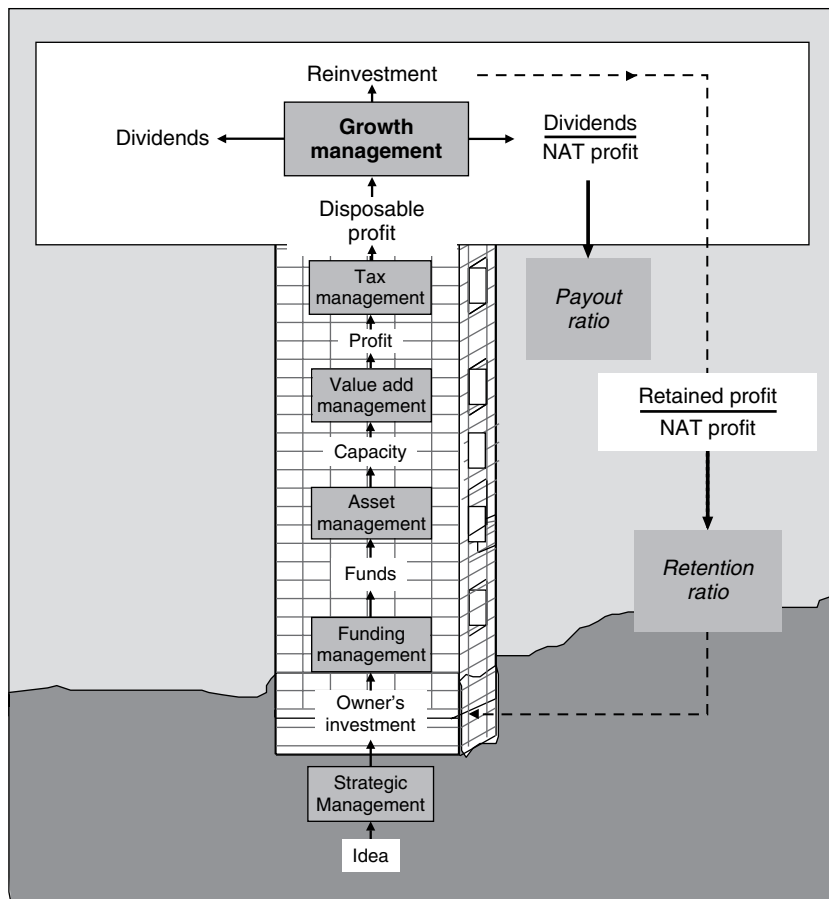 Reinvestment
Dividends
Growth
management
Dividends
NAT profit
Disposable
profit
Tax
management
Payout
ratio
Profit
Value add
management
Retained profit
NAT profit
Capacity
Asset
management
Retention
ratio
Funds
Funding
management
Owner's
investment
Strategic
Management
Idea